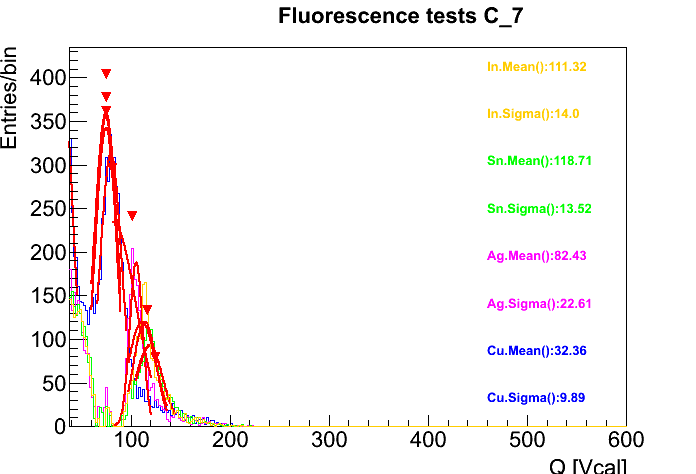 Fluorescence tests C_7
Entries/bin
400
350
300
250
200
150
100
50
0
0
100
200
300
400
500
600
Q [Vcal]
In.Mean():111.32
In.Sigma():14.0
Sn.Mean():118.71
Sn.Sigma():13.52
Ag.Mean():82.43
Ag.Sigma():22.61
Cu.Mean():32.36
Cu.Sigma():9.89